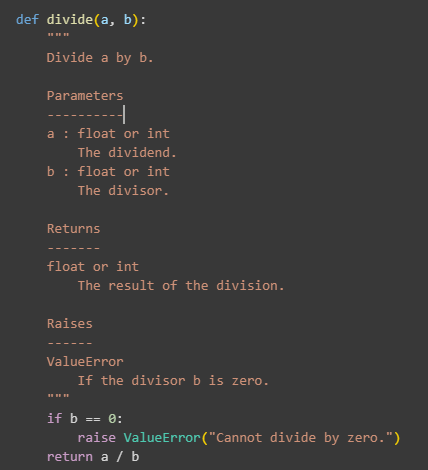 def divide(a, b):
    """
    Divide a by b.

    Parameters
    ----------
    a : float or int
        The dividend.
    b : float or int
        The divisor.

    Returns
    -------
    float or int
        The result of the division.

    Raises
    ------
    ValueError
        If the divisor b is zero.
    """
    if b == 0:
        raise ValueError("Cannot divide by zero.")
    return a / b